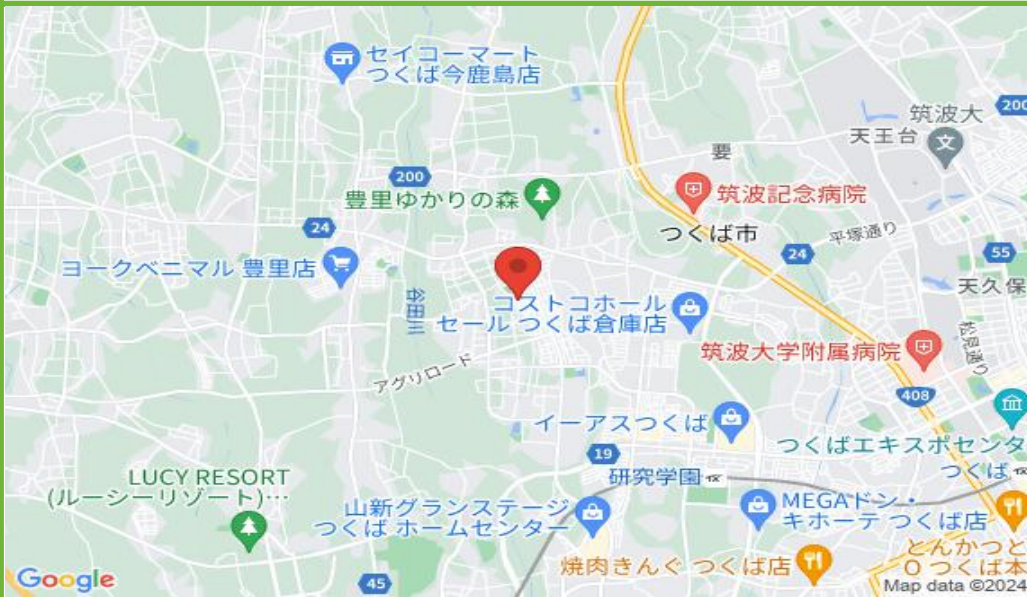 セイコーマート
つくば今鹿島店
筑波大
200
天王台
要
200
豊里ゆかりの森
筑波記念病院
24
つくば市
平塚通り
24
55
ヨークベニマル 豊里店
谷田川
コストコホール
セール つくば倉庫店
天久保
筑波大学附属病院
松見通り
アグリロード
408
イーアスつくば
つくばエキスポセンタ
19
研究学園
つくば
LUCY RESORT
(ルーシーリゾート)…
山新グランステージ
つくば ホームセンター
MEGAドン・
キホーテ つくば店
焼肉きんぐ つくば店
とんかつと
O つくば本
45
Google
Map data ©2024